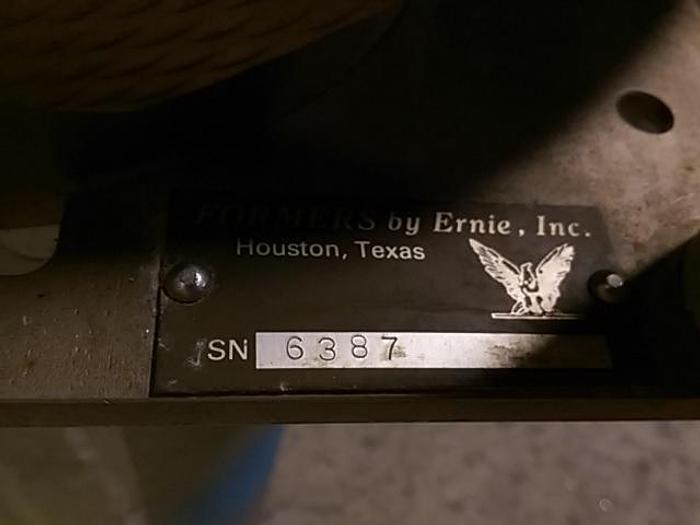 FORMERS by Ernie, Inc.
Houston, Texas
SN 6387